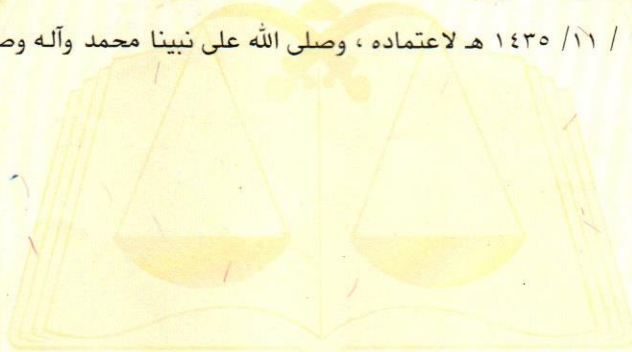 / ١١/ ١٤٣٥ هـ لاعتماده ، وصلى الله على نبينا محمد وآله وص